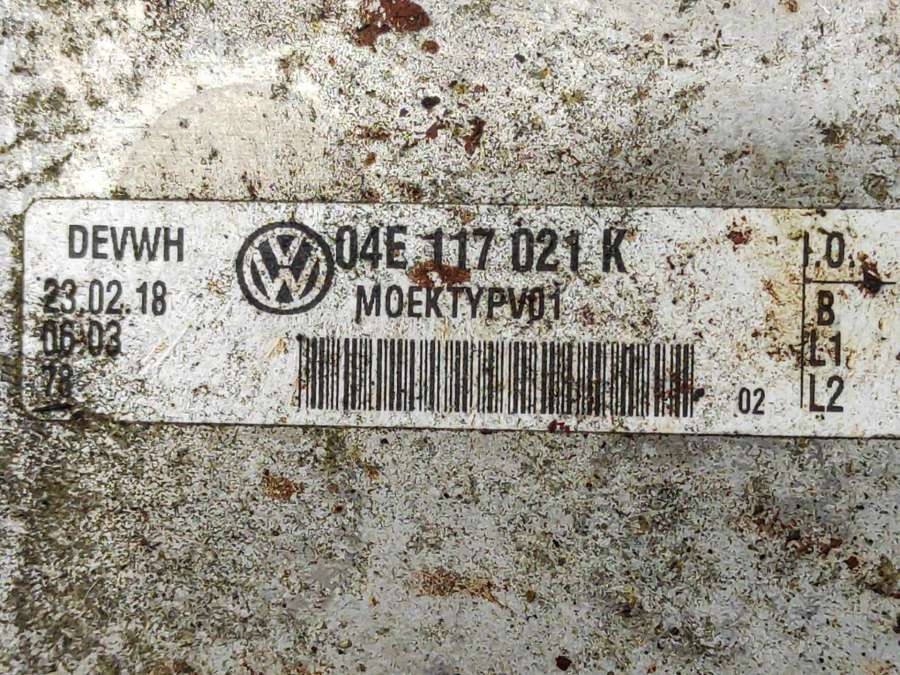 DEVWH
04E 117 021 K
23.02.18
MOEKTYPV01
06:03
78
02
B
L1
L2